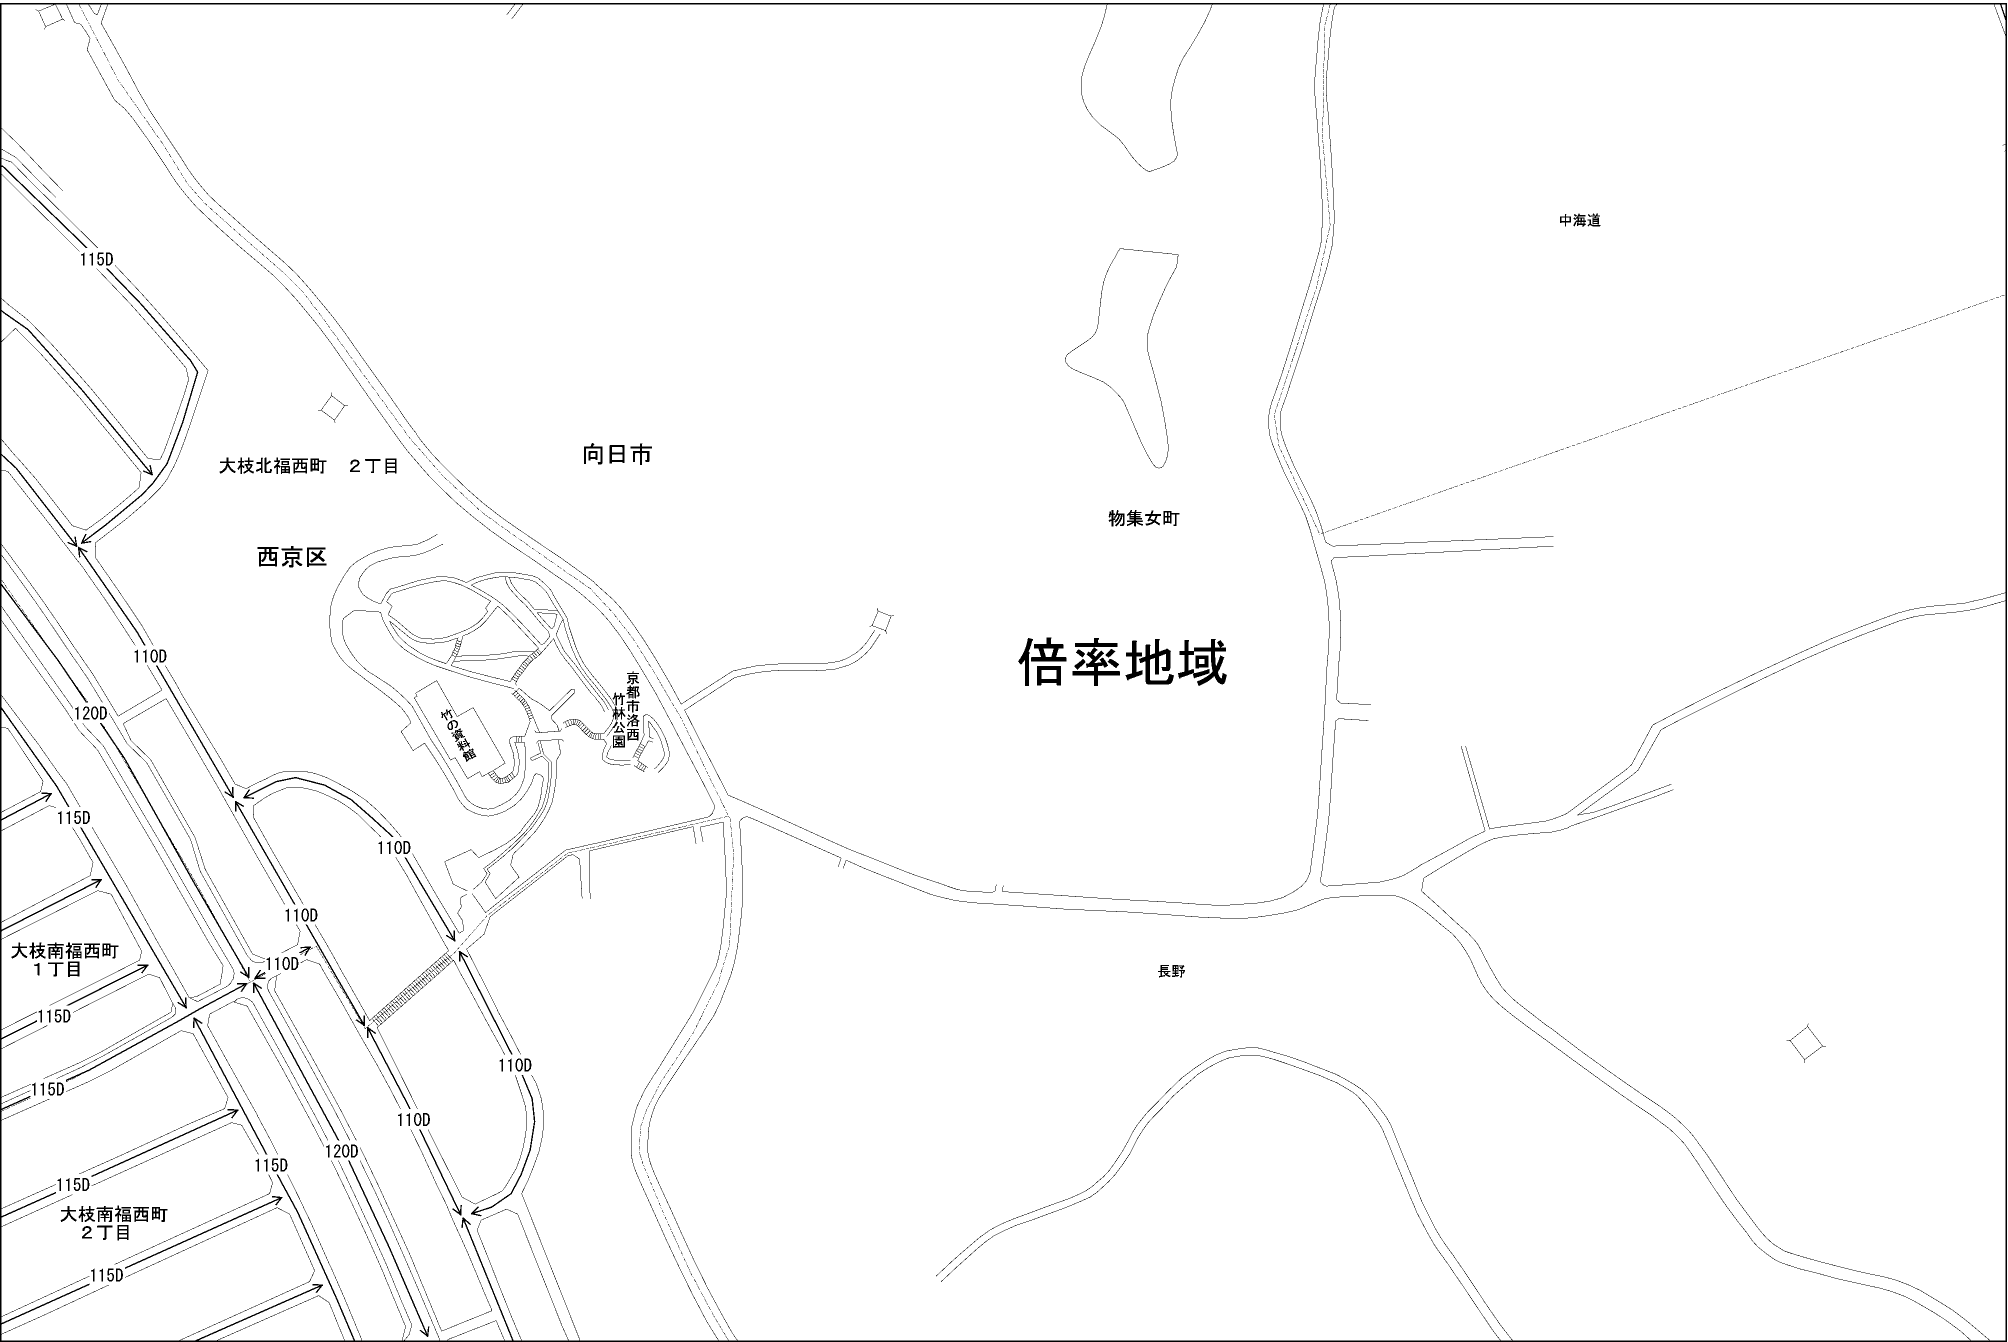 中海道
115D
向日市
大枝北福西町　２丁目
物集女町
西京区
110D
倍率地域
京都市洛西
竹林公園
竹の資料館
120D
115D
110D
110D
大枝南福西町
１丁目
110D
長野
115D
110D
115D
110D
120D
115D
115D
大枝南福西町
２丁目
115D